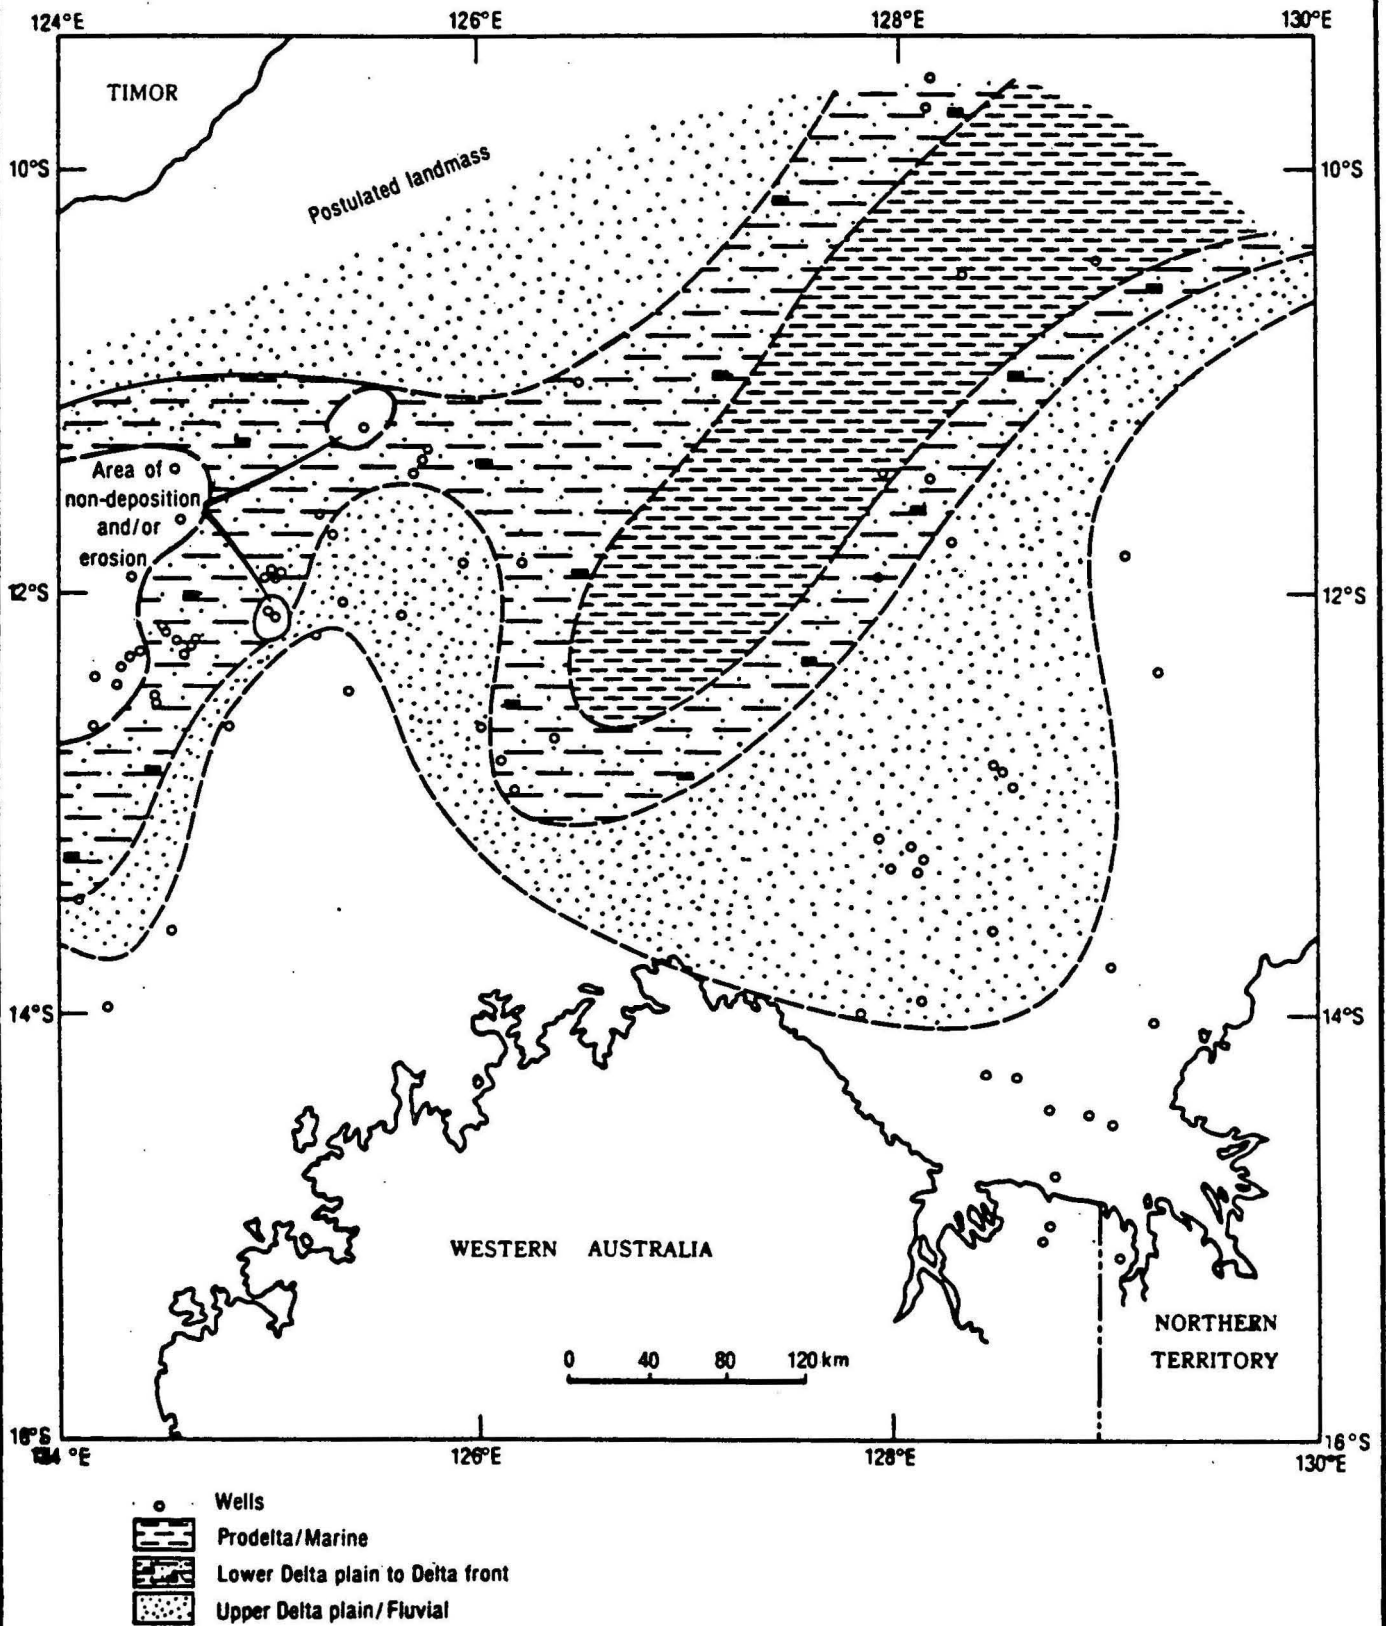 124°E 126°E 128°E 130°E
TIMOR
10°S 10°S
Postulated landmass
Area of
non-deposition
and/or
erosion
12°S 12°S
14°S 14°S
WESTERN AUSTRALIA
NORTHERN
TERRITORY
0 40 80 120 km
16°S 16°S
124°E 126°E 128°E 130°E
Wells
Prodelta/Marine
Lower Delta plain to Delta front
Upper Delta plain/Fluvial